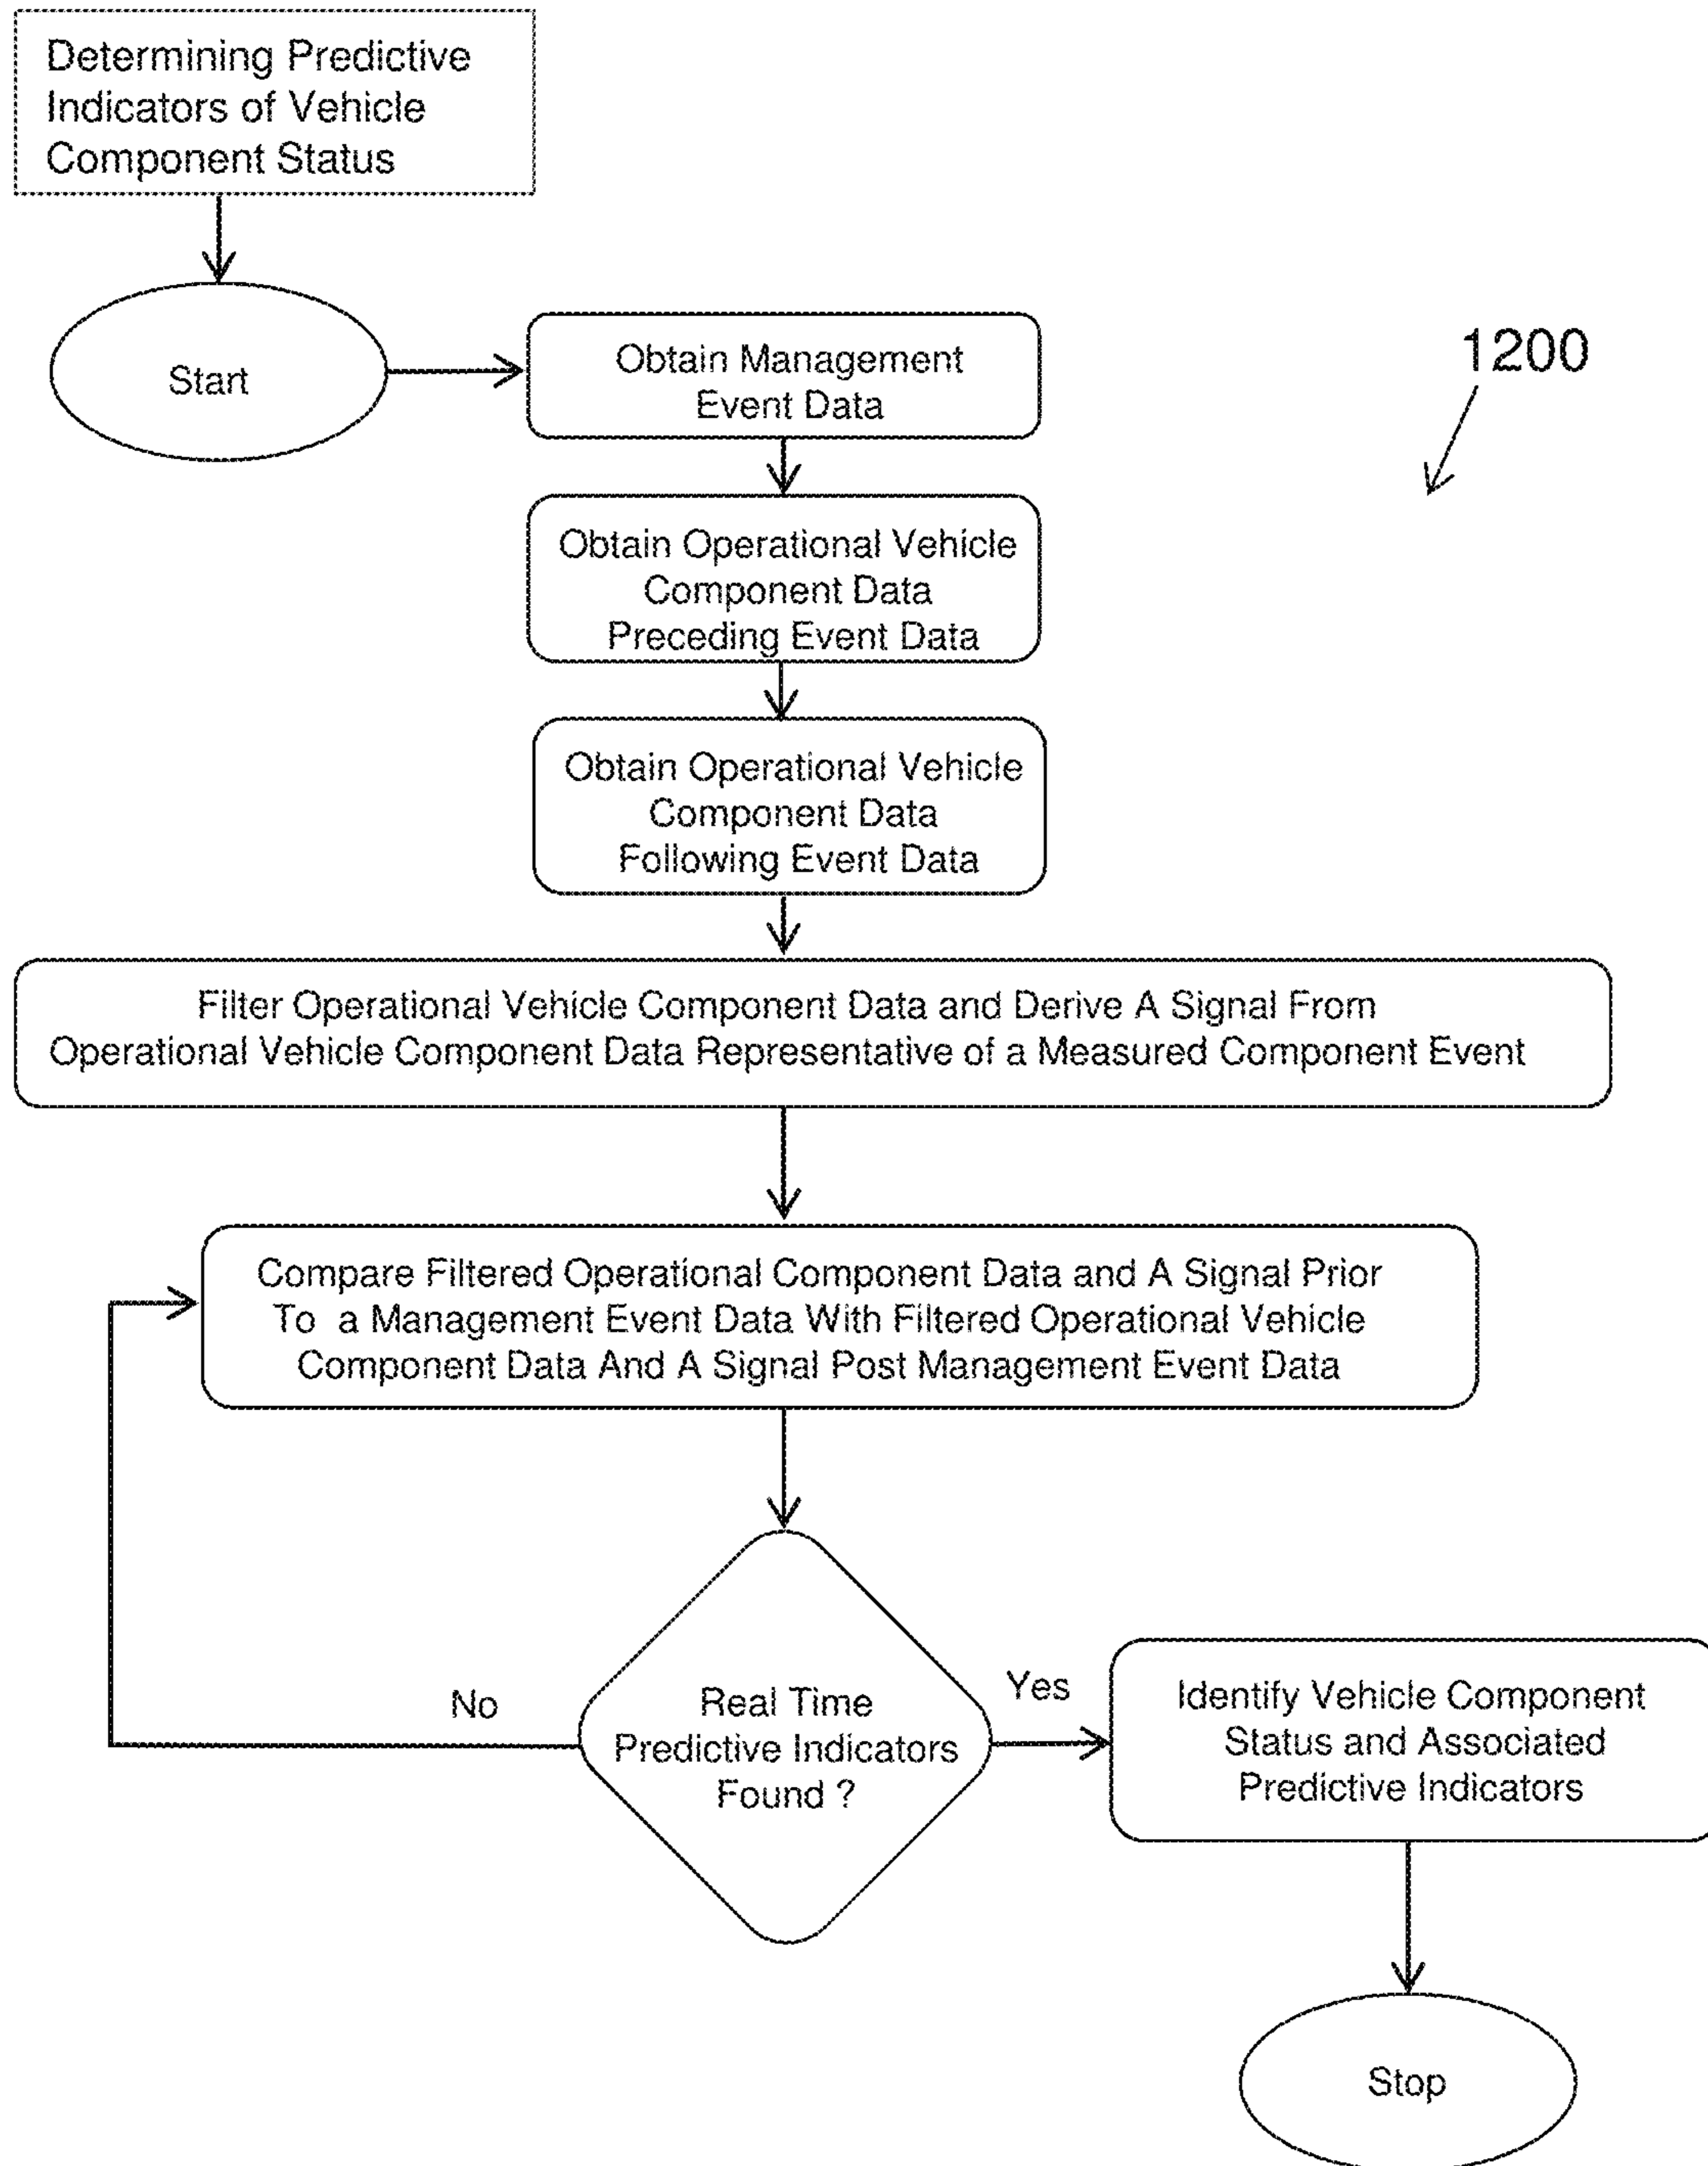 Determining Predictive
Indicators of Vehicle
Component Status
Start
Obtain Management
Event Data
1200
Obtain Operational Vehicle
Component Data
Preceding Event Data
Obtain Operational Vehicle
Component Data
Following Event Data
Filter Operational Vehicle Component Data and Derive A Signal From
Operational Vehicle Component Data Representative of a Measured Component Event
Compare Filtered Operational Component Data and A Signal Prior
To a Management Event Data With Filtered Operational Vehicle
Component Data And A Signal Post Management Event Data
No
Real Time
Predictive Indicators
Found ?
Yes
Identify Vehicle Component
Status and Associated
Predictive Indicators
Stop